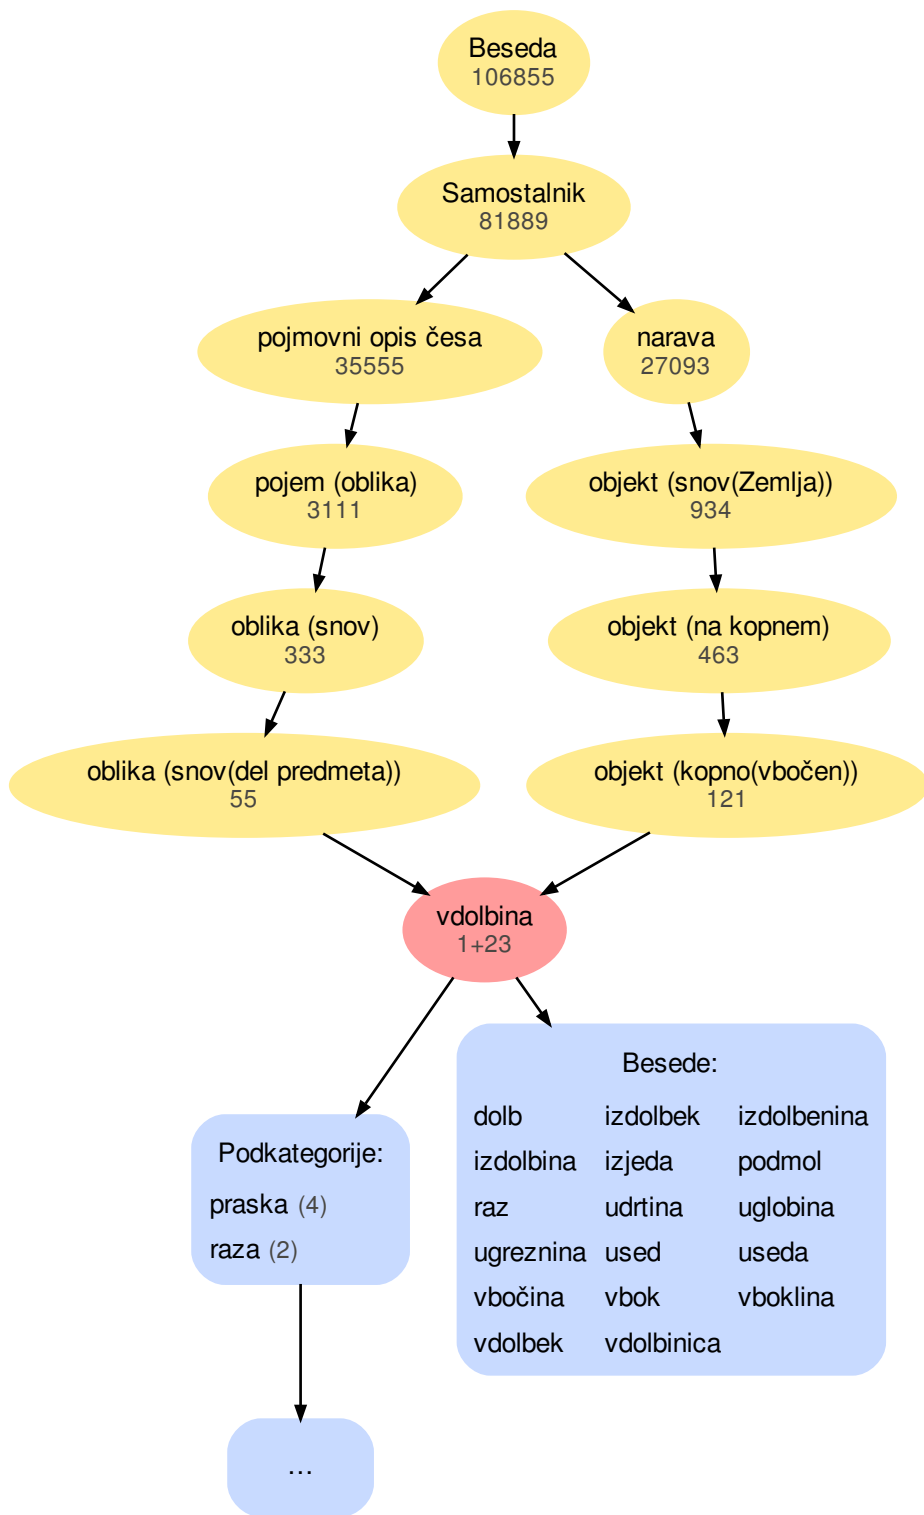 Beseda
106855
Samostalnik
81889
pojmovni opis česa
35555
narava
27093
pojem (oblika)
3111
objekt (snov(Zemlja))
934
oblika (snov)
333
objekt (na kopnem)
463
oblika (snov(del predmeta))
55
objekt (kopno(vbočen))
121
vdolbina
1+23
Besede:
dolb izdolbek izdolbenina
izdolbina izjeda podmol
raz udrtina uglobina
ugreznina used useda
vbočina vbok vboklina
vdolbek vdolbinica
Podkategorije:
praska (4)
raza (2)
...